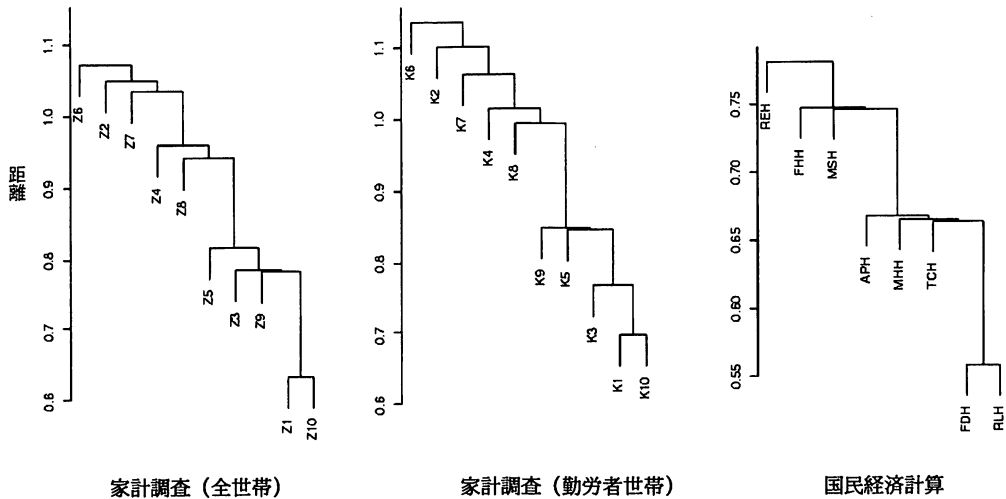 距離
1.1
1.0
0.9
0.8
0.7
0.6
Z6
Z2
Z7
Z4
Z8
Z5
Z3
Z9
Z1
Z10
家計調査（全世帯）
1.1
1.0
0.9
0.8
0.7
0.6
K6
K2
K7
K4
K8
K9
K5
K3
K1
K10
家計調査（勤労者世帯）
0.75
0.70
0.65
0.60
0.55
REH
FHH
MSH
APH
MHH
TCH
FDH
RLH
国民経済計算